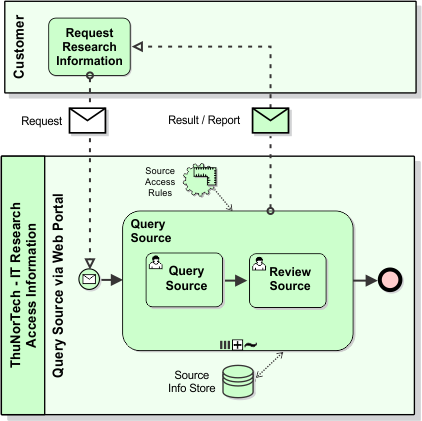 Customer
Request
Research
Information
Request
Result / Report
ThuNorTech - IT Research
Access Information
Query Source via Web Portal
Source
Access
Rules
Query
Source
Query
Source
Review
Source
Source
Info Store